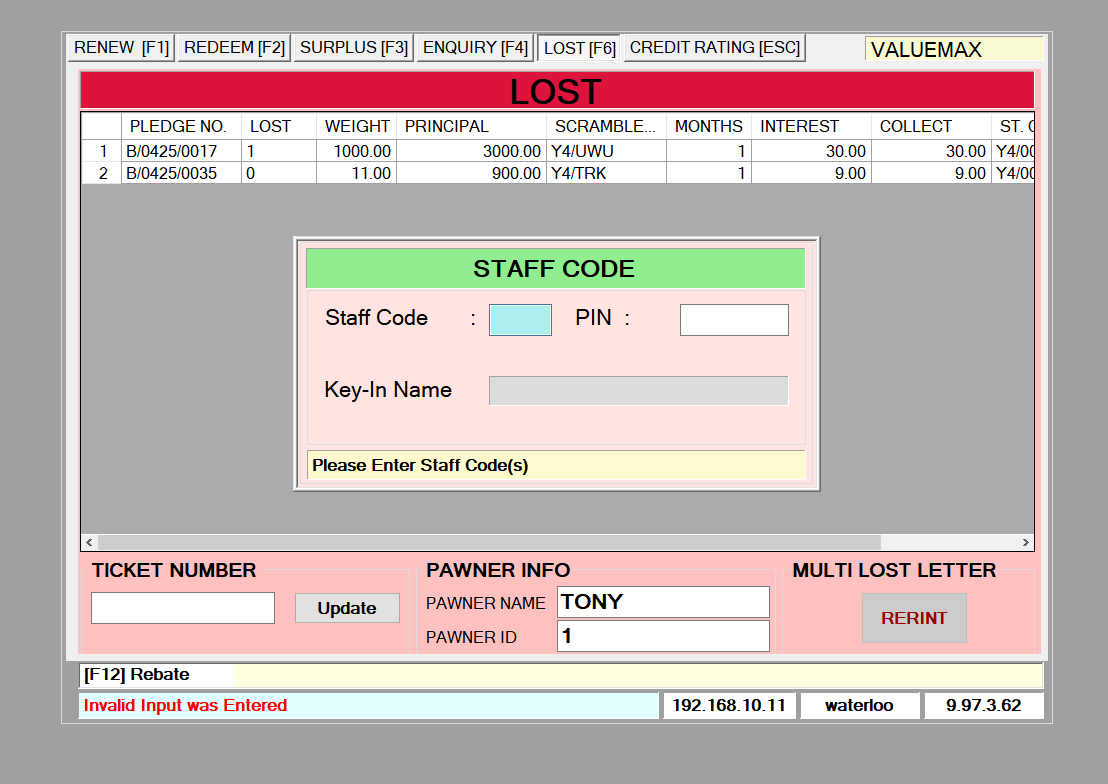 RENEW [F1] REDEEM [F2] SURPLUS [F3] ENQUIRY [F4] LOST [F6] CREDIT RATING [ESC] VALUEMAX
LOST
PLEDGE NO. LOST WEIGHT PRINCIPAL SCRAMBLE... MONTHS INTEREST COLLECT ST.
1 B/0425/0017 1 1000.00 3000.00 Y4/UWU 1 30.00 30.00 Y4/00
2 B/0425/0035 0 11.00 900.00 Y4/TRK 1 9.00 9.00 Y4/00
STAFF CODE
Staff Code : PIN :
Key-In Name
Please Enter Staff Code(s)
TICKET NUMBER PAWNER INFO MULTI LOST LETTER
Update PAWNER NAME TONY RERINT
PAWNER ID 1
[F12] Rebate
Invalid Input was Entered 192.168.10.11 waterloo 9.97.3.62